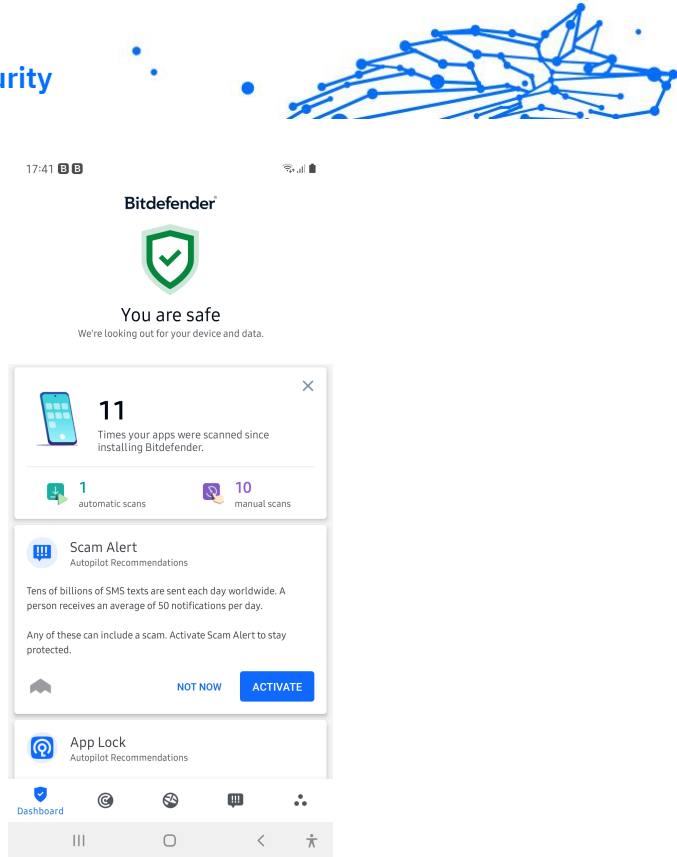 urity
17:41 B B
Bitdefender
You are safe
We're looking out for your device and data.
11
Times your apps were scanned since
installing Bitdefender.
1
automatic scans
10
manual scans
Scam Alert
Autopilot Recommendations
Tens of billions of SMS texts are sent each day worldwide. A
person receives an average of 50 notifications per day.
Any of these can include a scam. Activate Scam Alert to stay
protected.
NOT NOW
ACTIVATE
App Lock
Autopilot Recommendations
Dashboard